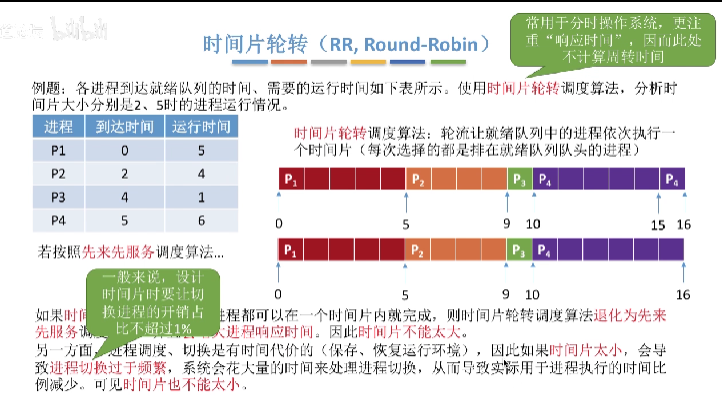 常用于分时操作系统，更注
重“响应时间”，因而此处
不计算周转时间
时间片轮转（RR, Round-Robin）
例题：各进程到达就绪队列的时间、需要的运行时间如下表所示。使用时间片轮转调度算法，分析时
间片大小分别是2、5时的进程运行情况。
进程 到达时间 运行时间
P1 0 5
P2 2 4
P3 4 1
P4 5 6
时间片轮转调度算法：轮流让就绪队列中的进程依次执行一
个时间片（每次选择的都是排在就绪队列队头的进程）
P1 P2 P3 P4 P4
0 5 9 10 15 16
若按照先来先服务调度算法...
P1 P2 P3 P4
0 5 9 10 16
一般来说，设计
时间片时要让切
换进程的开销占
比不超过1%
如果时间 进程都可以在一个时间片内就完成，则时间片轮转调度算法退化为先来
先服务调 大进程响应时间。因此时间片不能太大。
另一方面，进程调度、切换是有时间代价的（保存、恢复运行环境），因此如果时间片太小，会导
致进程切换过于频繁，系统会花大量的时间来处理进程切换，从而导致实际用于进程执行的时间比
例减少。可见时间片也不能太小。